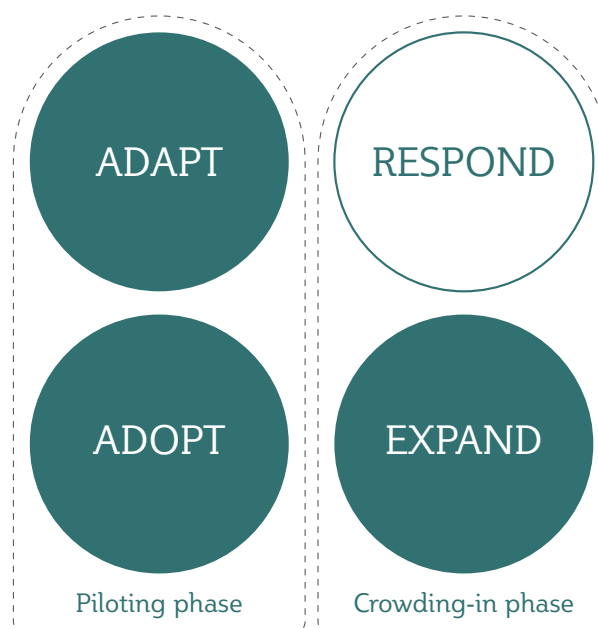 ADAPT
RESPOND
ADOPT
EXPAND
Piloting phase
Crowding-in phase